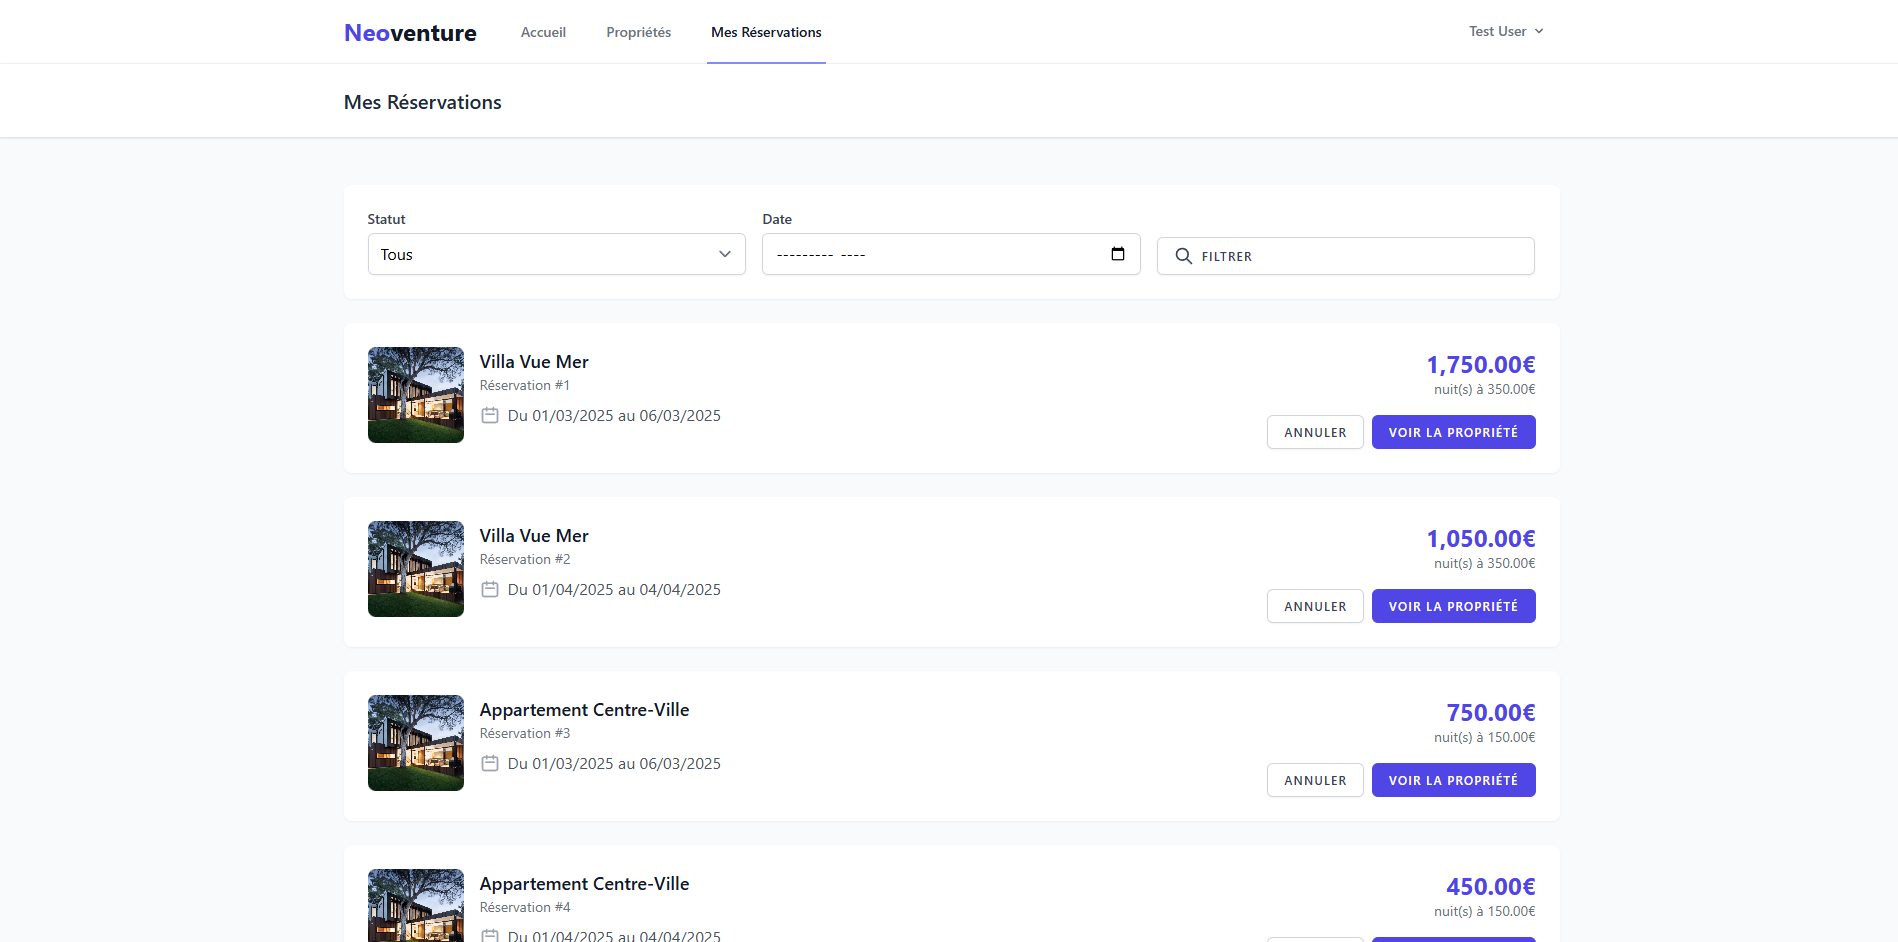 Neoventure
Accueil
Propriétés
Mes Réservations
Test User
Mes Réservations
Statut
Tous
Date
--------- ----
FILTRER
Villa Vue Mer
Réservation #1
Du 01/03/2025 au 06/03/2025
1,750.00€
nuit(s) à 350.00€
ANNULER
VOIR LA PROPRIÉTÉ
Villa Vue Mer
Réservation #2
Du 01/04/2025 au 04/04/2025
1,050.00€
nuit(s) à 350.00€
ANNULER
VOIR LA PROPRIÉTÉ
Appartement Centre-Ville
Réservation #3
Du 01/03/2025 au 06/03/2025
750.00€
nuit(s) à 150.00€
ANNULER
VOIR LA PROPRIÉTÉ
Appartement Centre-Ville
Réservation #4
Du 01/04/2025 au 04/04/2025
450.00€
nuit(s) à 150.00€